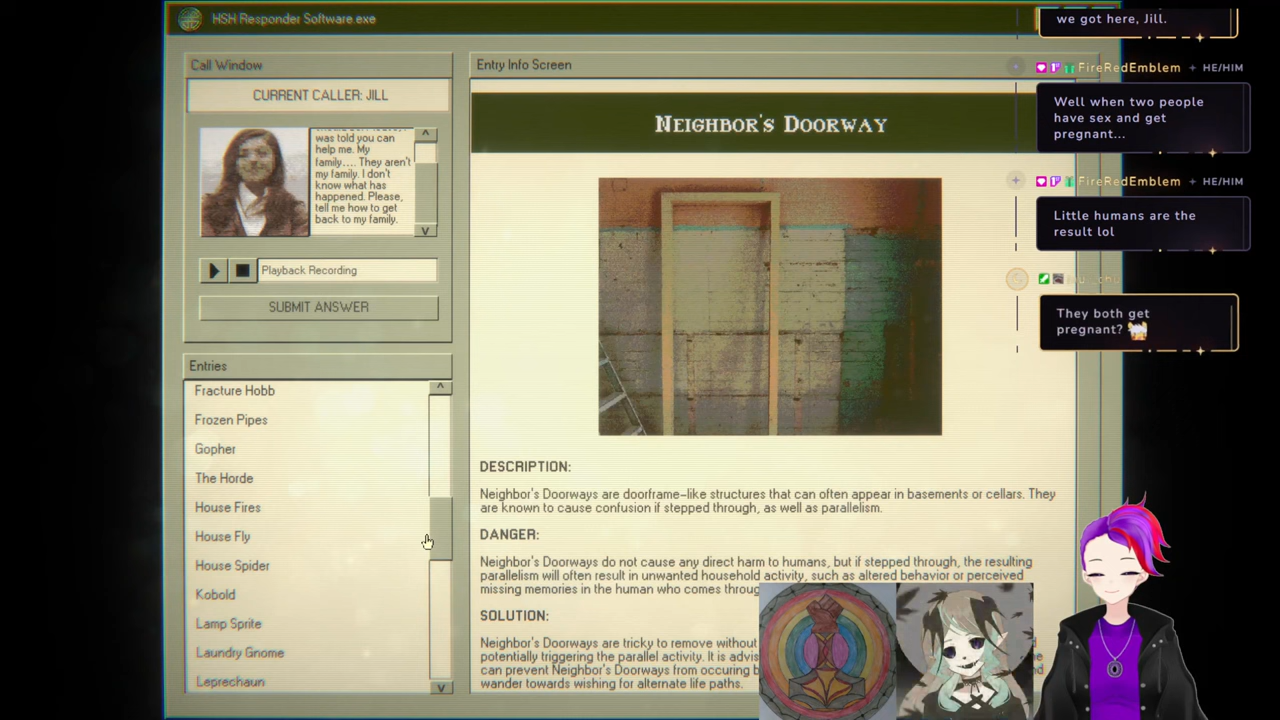 HSH Responder Software.exe
Call Window
CURRENT CALLER: JILL
was told you can
help me. My
family.... They aren't
my family. I don't
know what has
happened. Please,
tell me how to get
back to my family.
Playback Recording
SUBMIT ANSWER
Entries
Fracture Hobb
Frozen Pipes
Gopher
The Horde
House Fires
House Fly
House Spider
Kobold
Lamp Sprite
Laundry Gnome
Leprechaun
Entry Info Screen
NEIGHBOR'S DOORWAY
DESCRIPTION:
Neighbor's Doorways are doorframe-like structures that can often appear in basements or cellars. They
are known to cause confusion if stepped through, as well as parallelism.
DANGER:
Neighbor's Doorways do not cause any direct harm to humans, but if stepped through, the resulting
parallelism will often result in unwanted household activity, such as altered behavior or perceived
missing memories in the human who comes
SOLUTION:
Neighbor's Doorways are tricky to remove without
potentially triggering the parallel activity. It is
can prevent Neighbor's Doorways from occuring
wander towards wishing for alternate life paths.
we got here, Jill.
FireRedEmblem HE/HIM
Well when two people
have sex and get
pregnant...
FireRedEmblem HE/HIM
Little humans are the
result lol
They both get
pregnant?